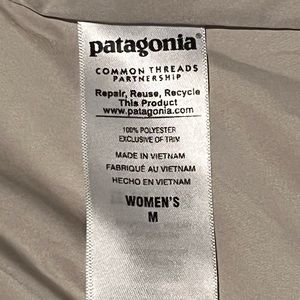 patagonia®
COMMON THREADS
PARTNERSHIP
Repair, Reuse, Recycle
This Product
www.patagonia.com
100% POLYESTER
EXCLUSIVE OF TRIM
MADE IN VIETNAM
FABRIQUÉ AU VIETNAM
HECHO EN VIETNAM
WOMEN'S
M